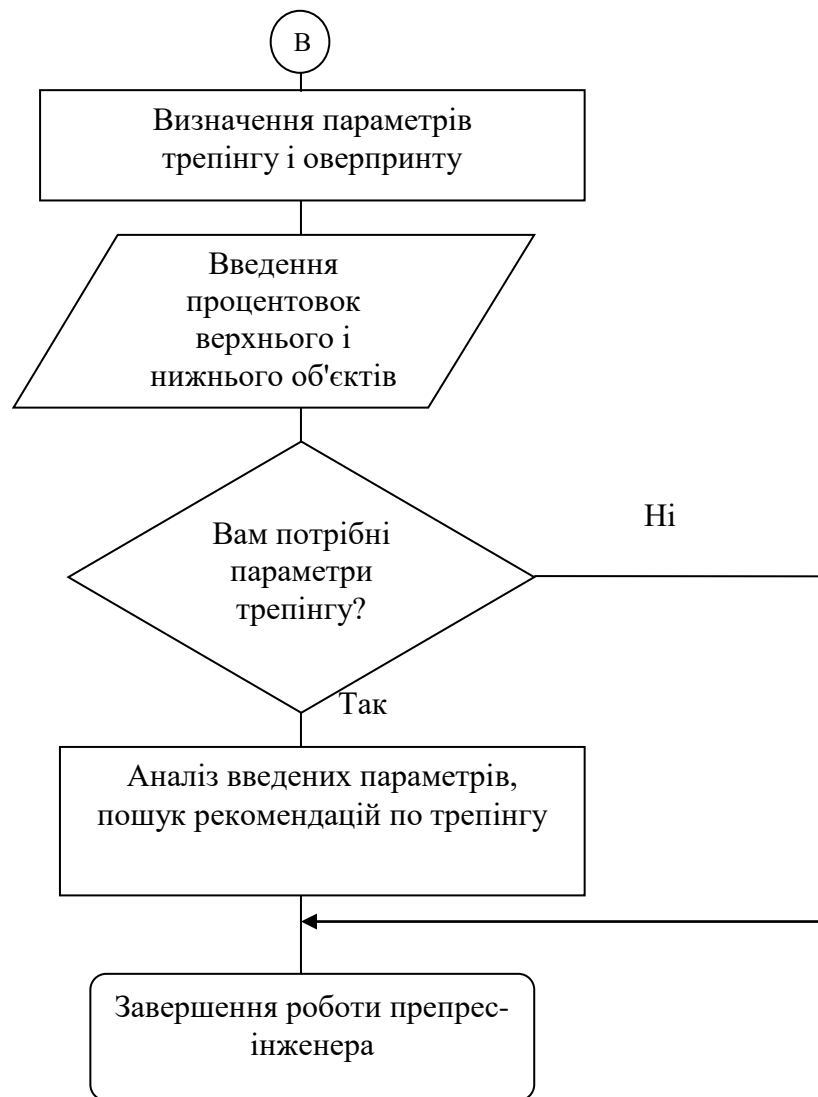 В
Визначення параметрів
трепінгу і оверпринту
Введення
процентовок
верхнього і
нижнього об'єктів
Вам потрібні
параметри
трепінгу?
Ні
Так
Аналіз введених параметрів,
пошук рекомендацій по трепінгу
Завершення роботи препрес-
інженера